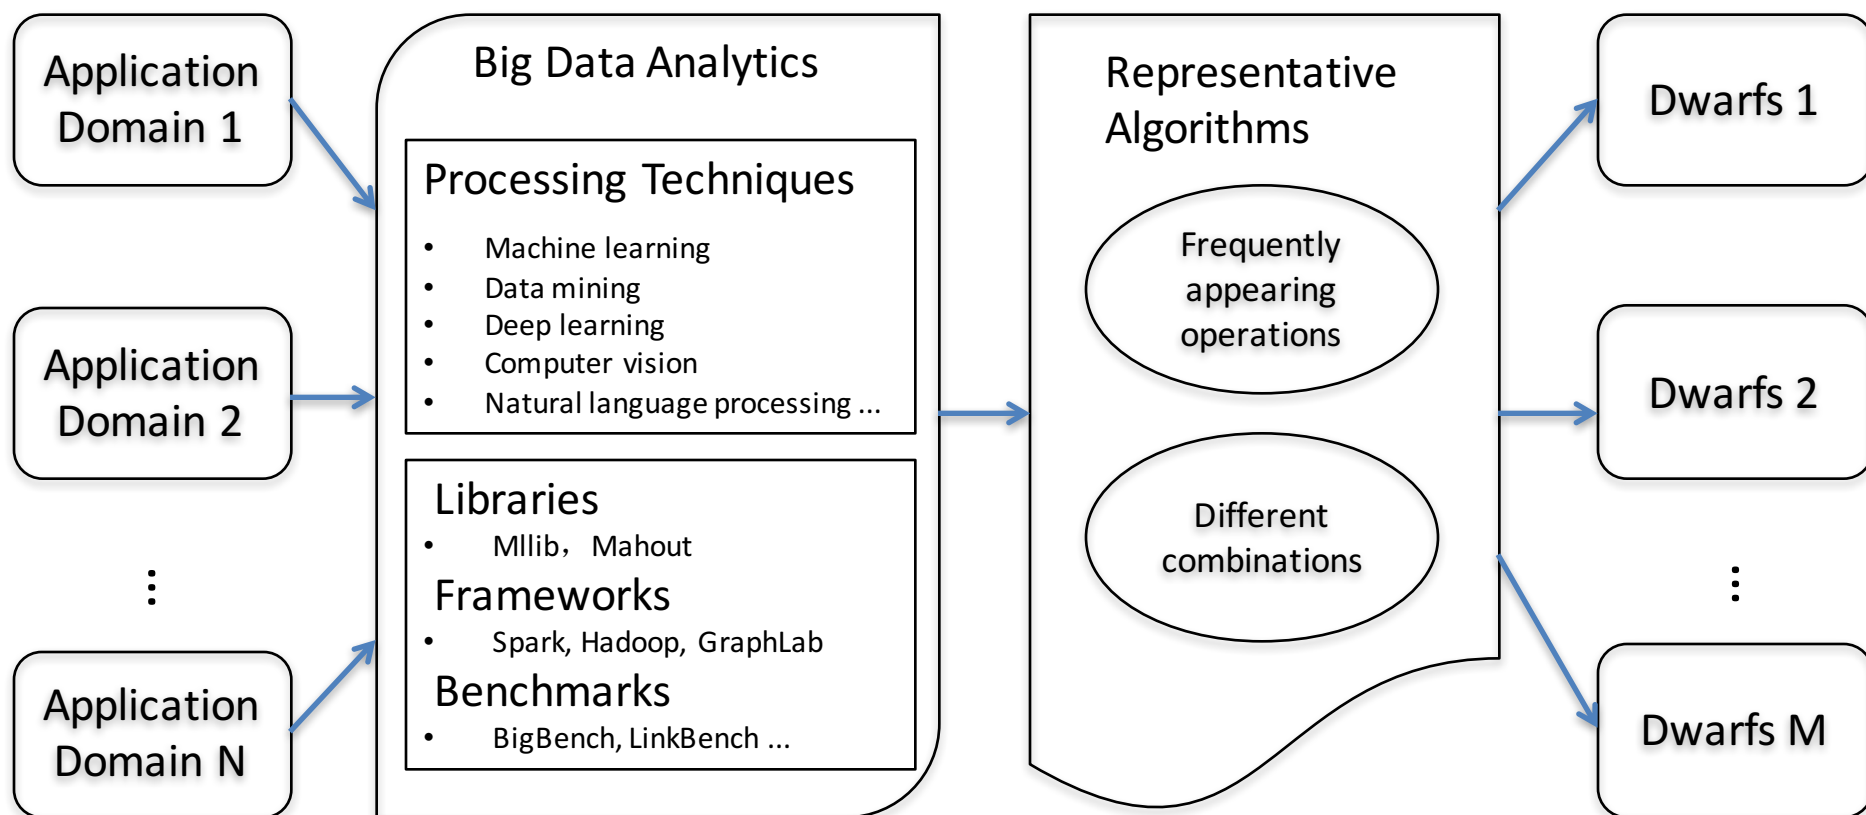 Application
Domain 1
Application
Domain 2
⋮
Application
Domain N
Big Data Analytics
Processing Techniques
• Machine learning
• Data mining
• Deep learning
• Computer vision
• Natural language processing ...
Libraries
• Mllib，Mahout
Frameworks
• Spark, Hadoop, GraphLab
Benchmarks
• BigBench, LinkBench ...
Representative
Algorithms
Frequently
appearing
operations
Different
combinations
Dwarfs 1
Dwarfs 2
⋮
Dwarfs M